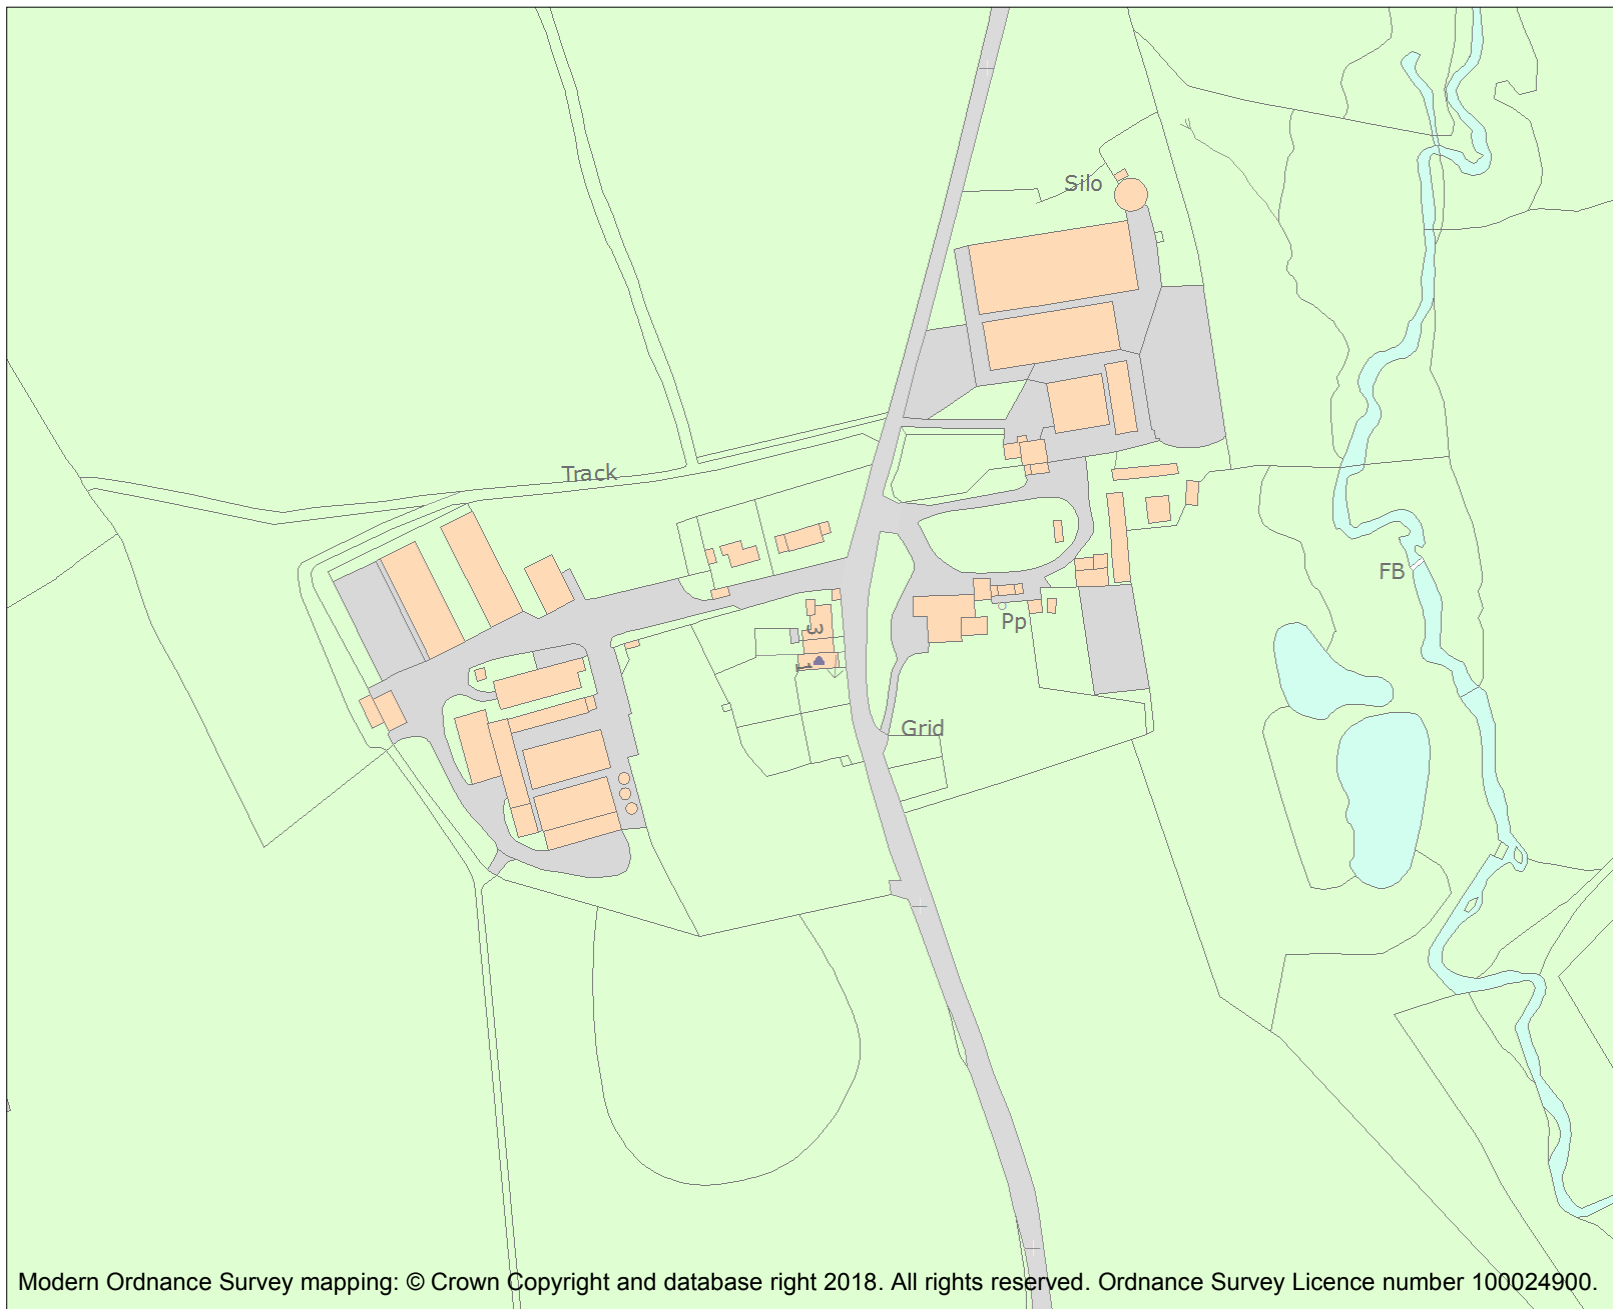 Silo
Track
FB
Pp
3
1
Grid
Modern Ordnance Survey mapping: © Crown Copyright and database right 2018. All rights reserved. Ordnance Survey Licence number 100024900.